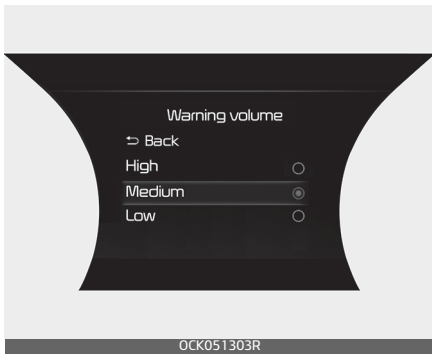 Warning volume
Back
High
Medium
Low
OCK051303R